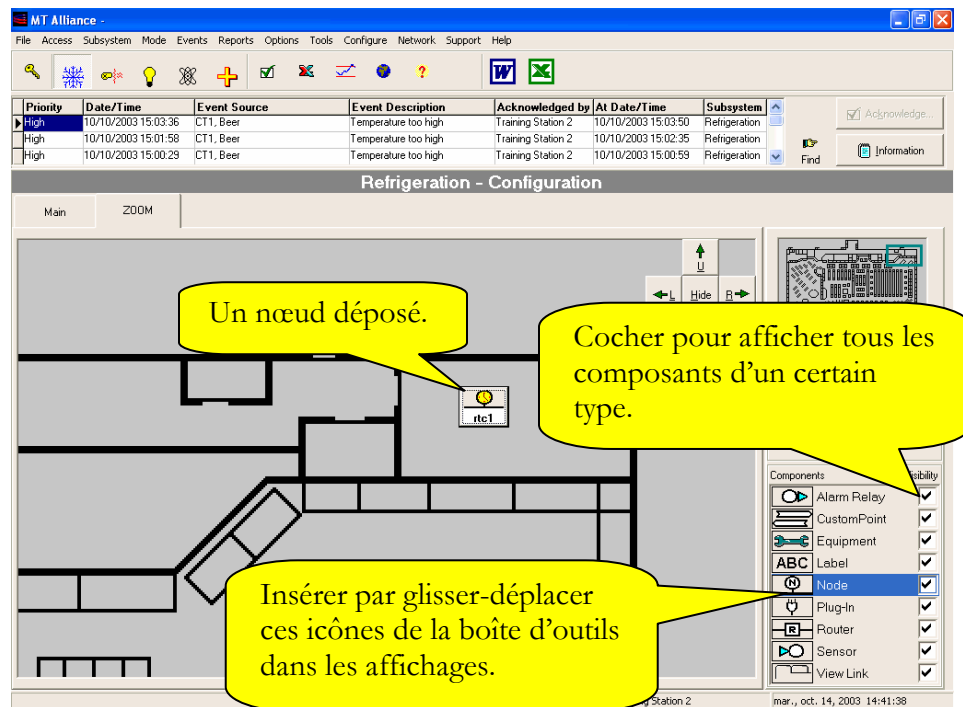 MT Alliance -
File Access Subsystem Mode Events Reports Options Tools Configure Network Support Help
Priority Date/Time Event Source Event Description Acknowledged by At Date/Time Subsystem
High 10/10/2003 15:03:36 CT1, Beer Temperature too high Training Station 2 10/10/2003 15:03:50 Refrigeration
High 10/10/2003 15:01:58 CT1, Beer Temperature too high Training Station 2 10/10/2003 15:02:35 Refrigeration
High 10/10/2003 15:00:29 CT1, Beer Temperature too high Training Station 2 10/10/2003 15:00:59 Refrigeration
Acknowledge...
Find
Information
Refrigeration - Configuration
Main ZOOM
U
L Hide R
Un nœud déposé.
Cocher pour afficher tous les
composants d'un certain
type.
rtc1
Components
ABC
Alarm Relay
CustomPoint
Equipment
Label
N Node
Plug-In
R Router
Sensor
View Link
Insérer par glisser-déplacer
ces icônes de la boîte d'outils
dans les affichages.
Station 2
mar., oct. 14, 2003 14:41:38